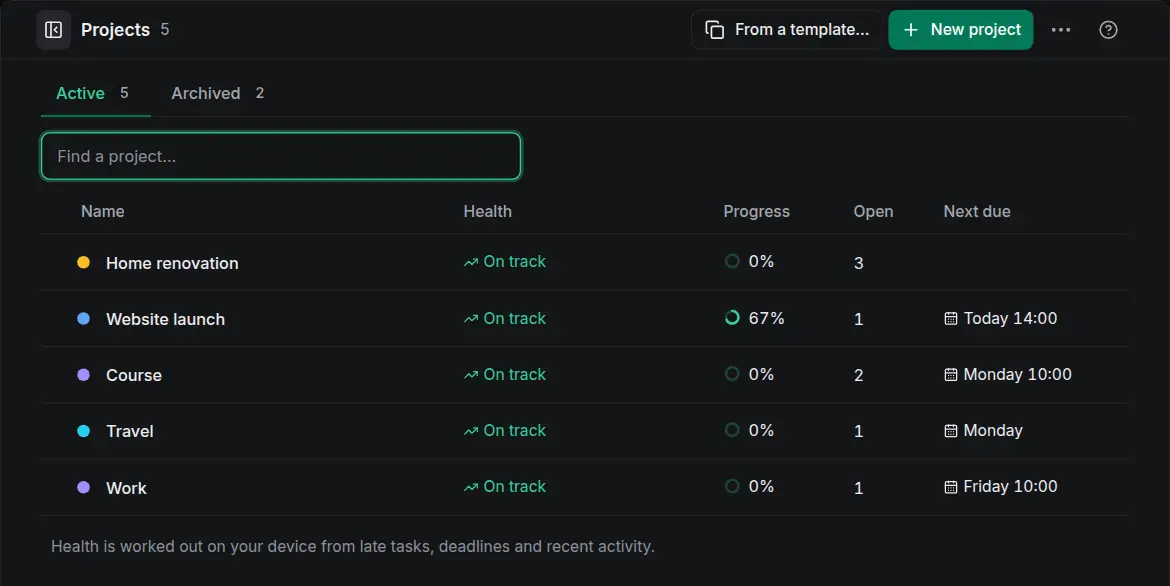 Projects 5 From a template... New project
Active 5 Archived 2
Find a project...
Name Health Progress Open Next due
Home renovation On track 0% 3
Website launch On track 67% 1 Today 14:00
Course On track 0% 2 Monday 10:00
Travel On track 0% 1 Monday
Work On track 0% 1 Friday 10:00
Health is worked out on your device from late tasks, deadlines and recent activity.